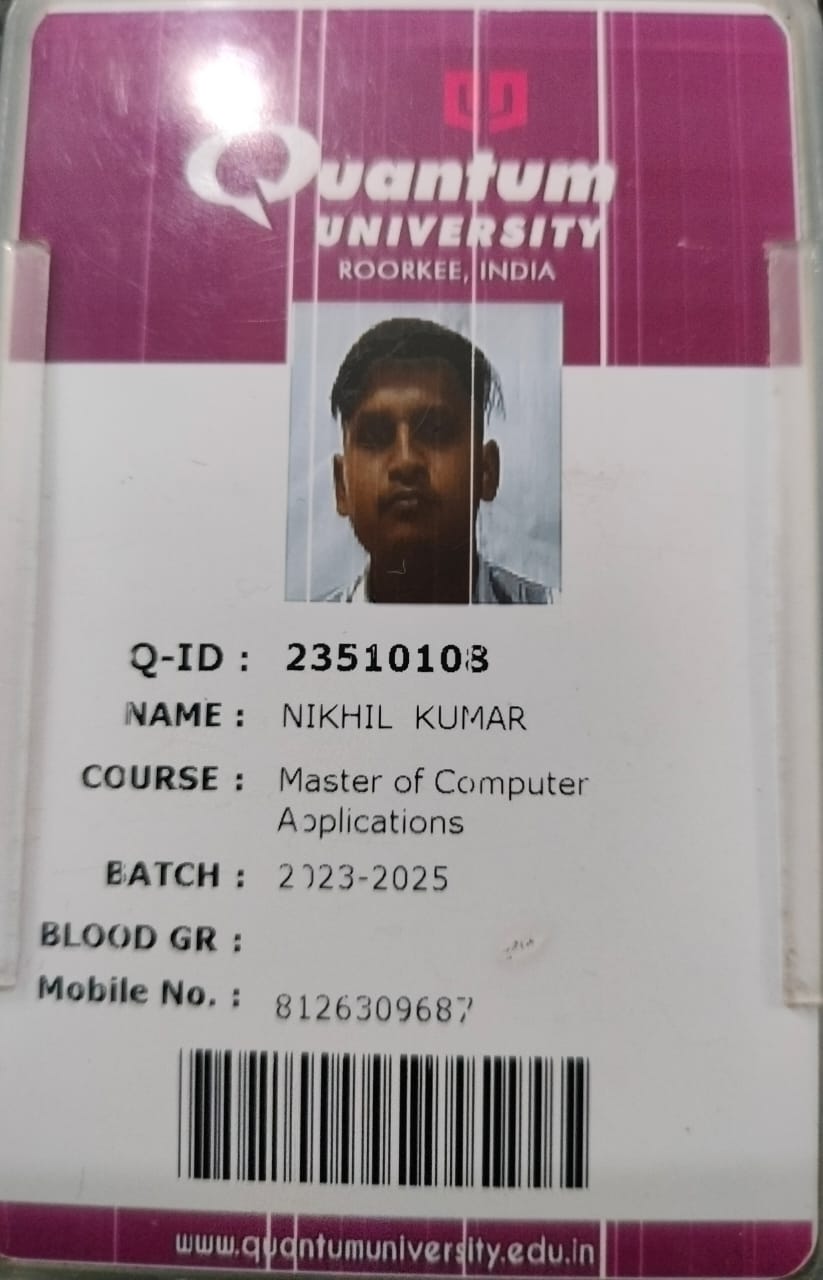 Quantum
UNIVERSITY
ROORKEE, INDIA
Q-ID : 23510108
NAME : NIKHIL KUMAR
COURSE : Master of Computer
Applications
BATCH : 2023-2025
BLOOD GR :
Mobile No. : 8126309687
www.quantumuniversity.edu.in